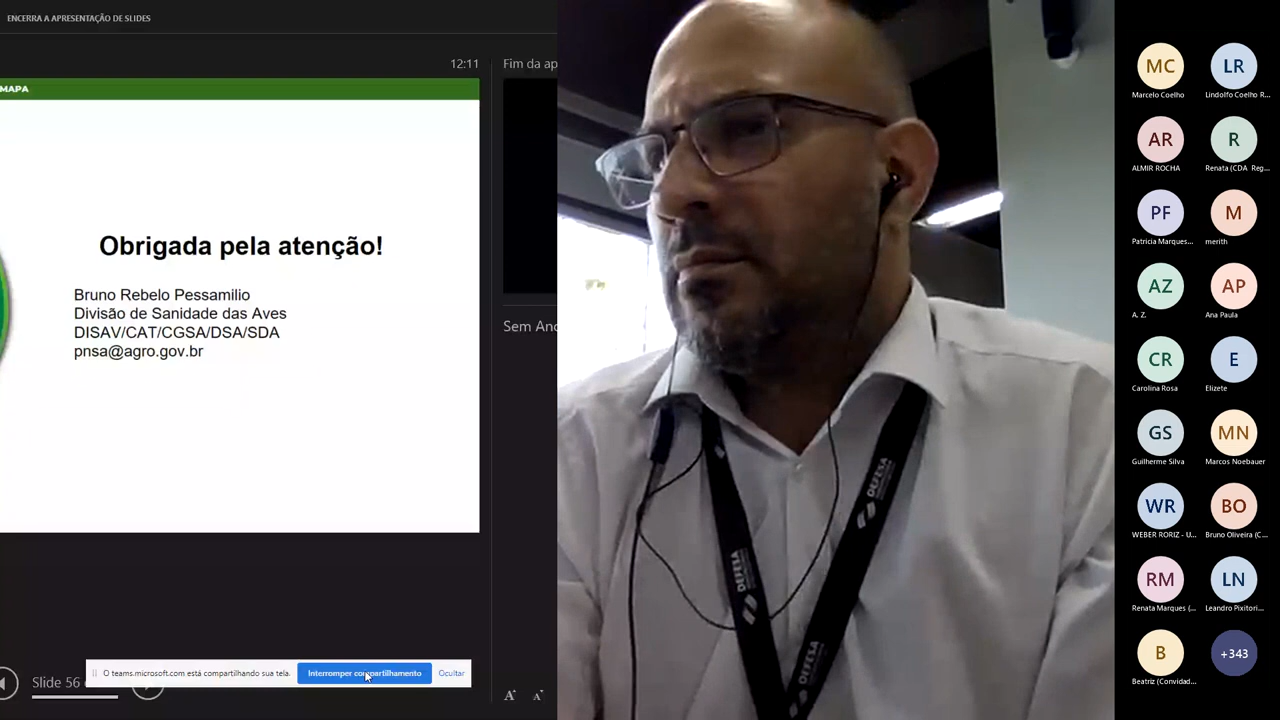 ENCERRA A APRESENTAÇÃO DE SLIDES
12:11
MAPA
Obrigada pela atenção!
Bruno Rebelo Pessamilio
Divisão de Sanidade das Aves
DISAV/CAT/CGSA/DSA/SDA
pnsa@agro.gov.br
O teams.microsoft.com está compartilhando sua tela.
Interromper compartilhamento
Ocultar
Slide 56
Fim da ap
Sem Ano
A A
DEFESA
DEFESA
MC
Marcelo Coelho
LR
Lindolfo Coelho R...
AR
ALMIR ROCHA
R
Renata (CDA Reg...
PF
Patricia Marques...
M
merith
AZ
A. Z.
AP
Ana Paula
CR
Carolina Rosa
E
Elizete
GS
Guilherme Silva
MN
Marcos Noebauer
WR
WEBER RORIZ - U...
BO
Bruno Oliveira (C...
RM
Renata Marques (...
LN
Leandro Pixitori...
B
Beatriz (Convidad...
+343